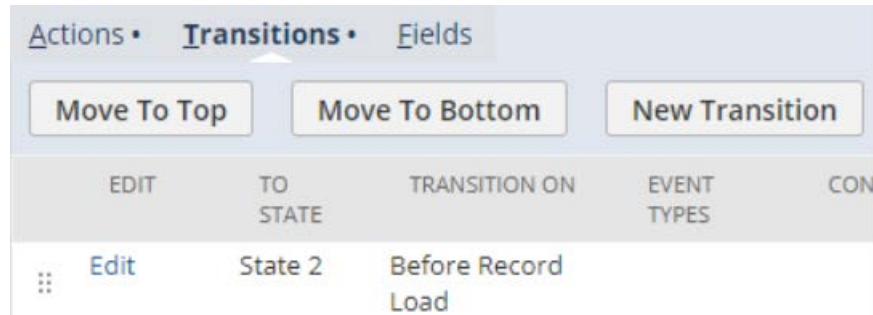 Actions • Transitions • Fields
Move To Top Move To Bottom New Transition
EDIT TO STATE TRANSITION ON EVENT TYPES CON
Edit State 2 Before Record Load